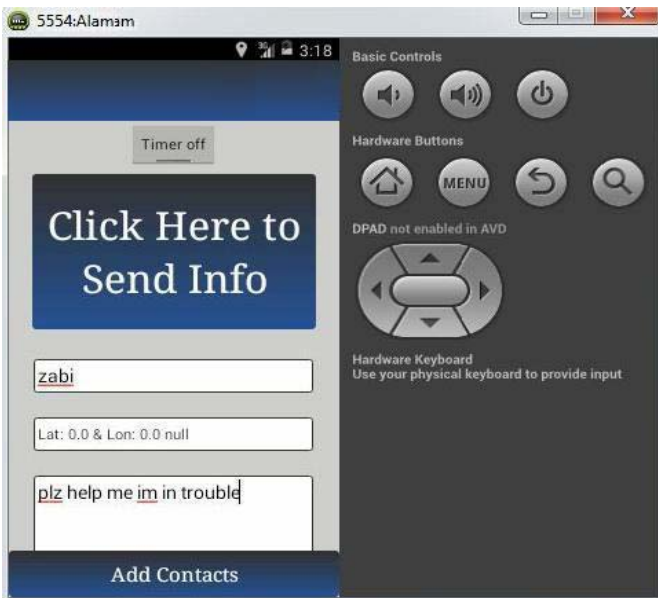 5554:Alamam
3G 3:18
Timer off
Click Here to
Send Info
zabi
Lat: 0.0 & Lon: 0.0 null
plz help me im in trouble
Add Contacts
Basic Controls
Hardware Buttons
MENU
DPAD not enabled in AVD
Hardware Keyboard
Use your physical keyboard to provide input